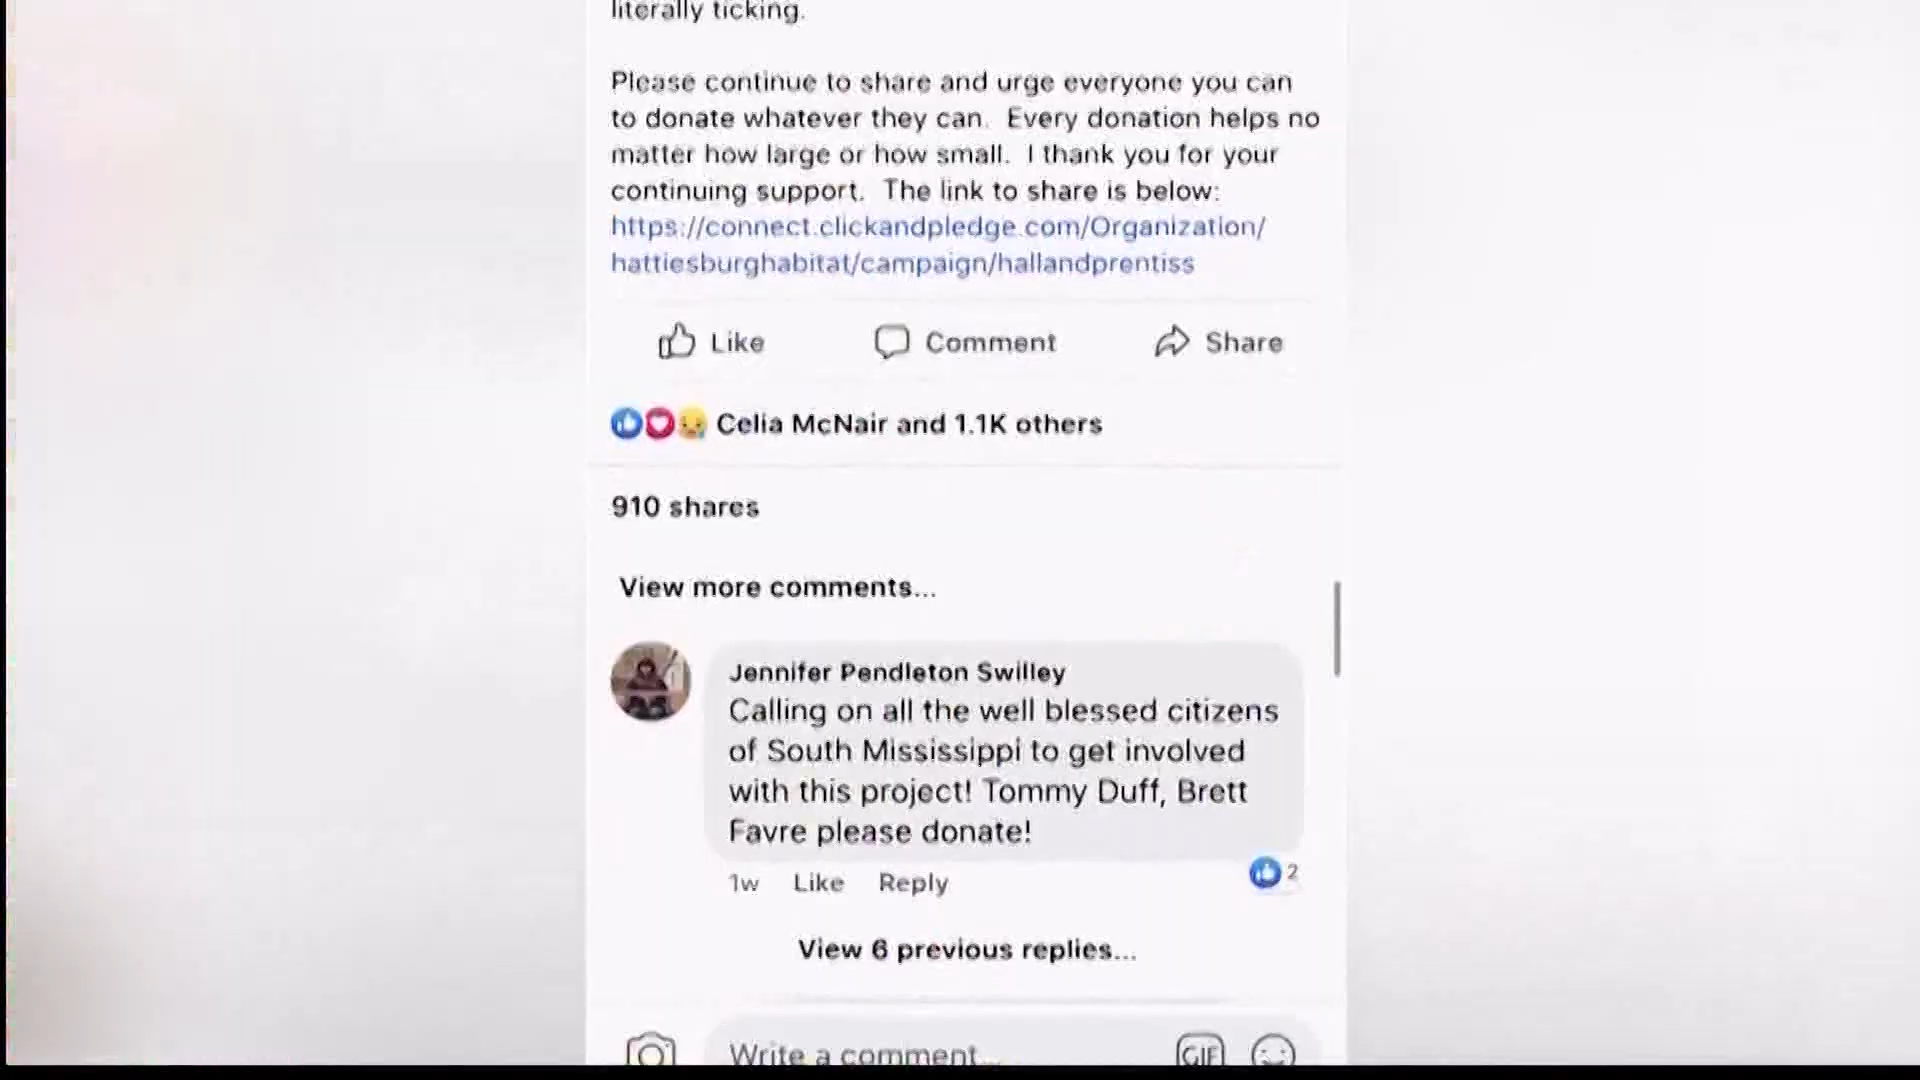 literally ticking.
Please continue to share and urge everyone you can
to donate whatever they can. Every donation helps no
matter how large or how small. I thank you for your
continuing support. The link to share is below:
https://connect.clickandpledge.com/Organization/
hattiesburghabitat/campaign/hallandprentiss
Like Comment Share
Celia McNair and 1.1K others
910 shares
View more comments...
Jennifer Pendleton Swilley
Calling on all the well blessed citizens
of South Mississippi to get involved
with this project! Tommy Duff, Brett
Favre please donate!
1w Like Reply 2
View 6 previous replies...
Write a comment...
GIF